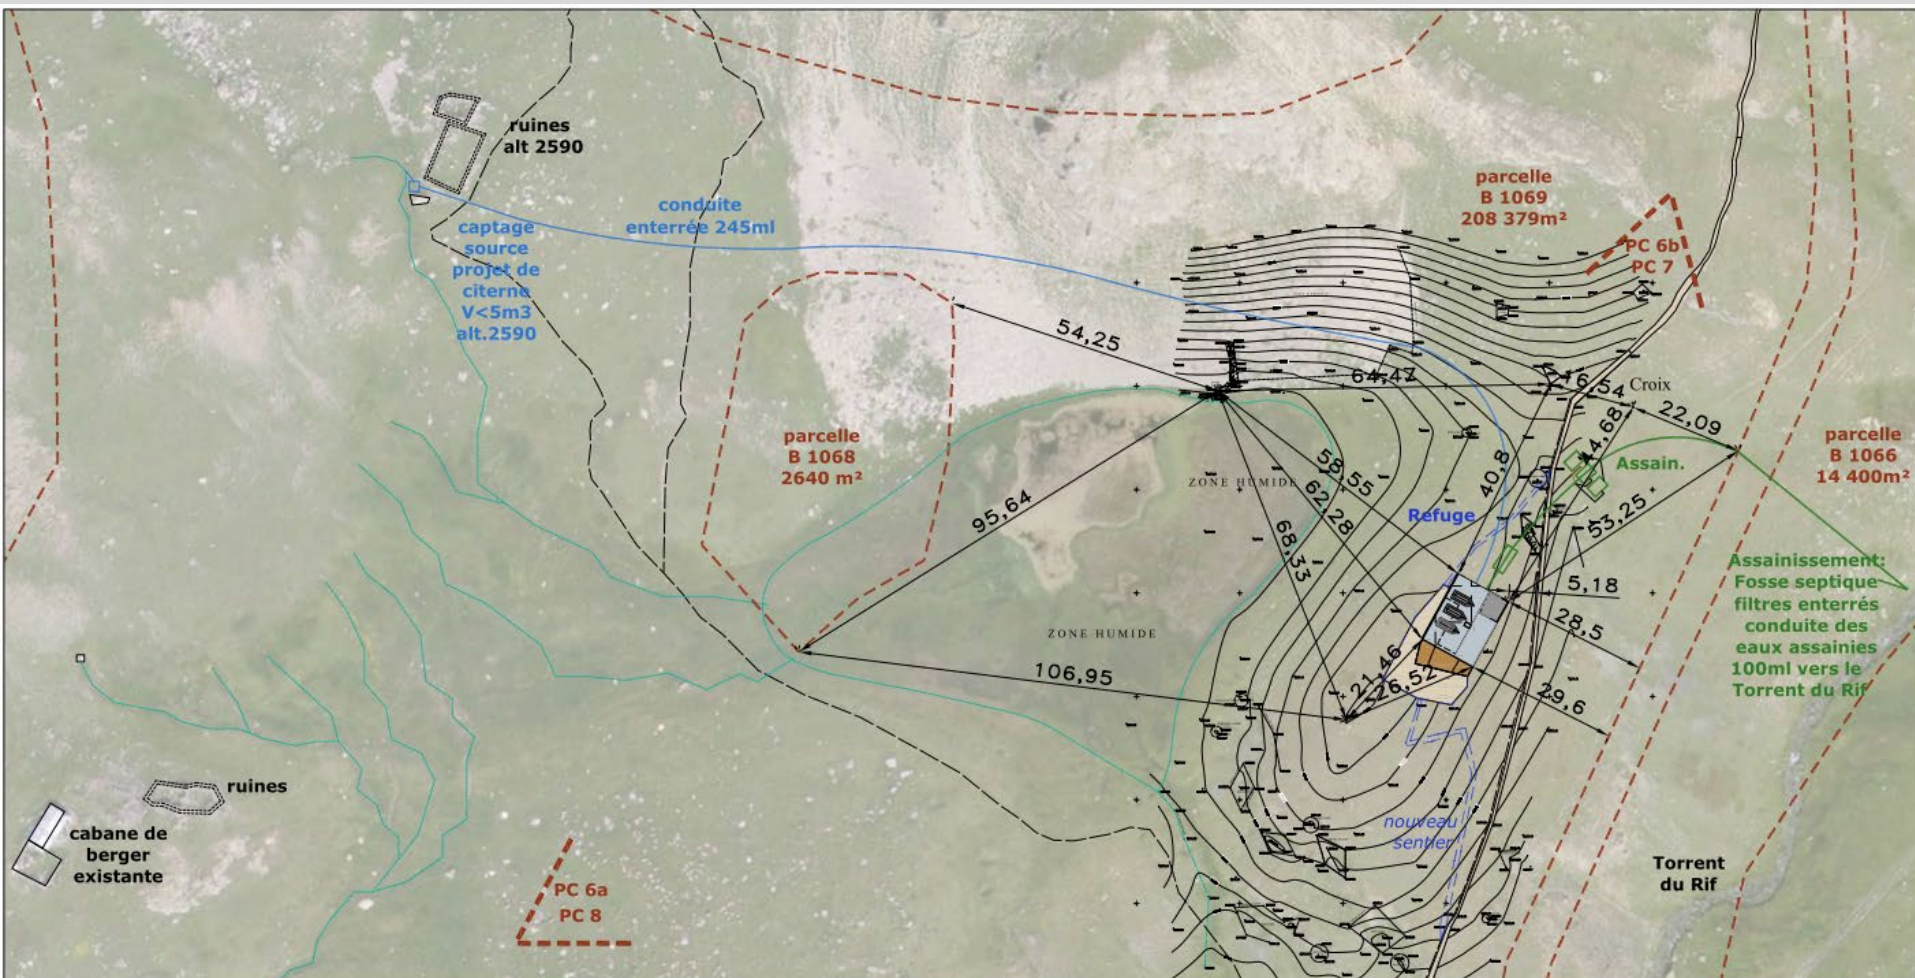 ruines
alt 2590
conduite
enterrée 245ml
captage
source
projet de
citerne
V<5m3
alt.2590
parcelle
B 1069
208 379m²
PC 6b
PC 7
54,25
64,47
16,54
Croix
22,09
14,68
parcelle
B 1068
2640 m²
parcelle
B 1066
14 400m²
Assain.
ZONE HUMIDE
58,55
62,28
68,33
40,8
95,64
Refuge
53,25
Assainissement:
Fosse septique
filtres enterrés
conduite des
eaux assainies
100ml vers le
Torrent du Rif
5,18
28,5
ZONE HUMIDE
106,95
21,46
26,52
29,6
ruines
cabane de
berger
existante
nouveau
sentier
PC 6a
PC 8
Torrent
du Rif